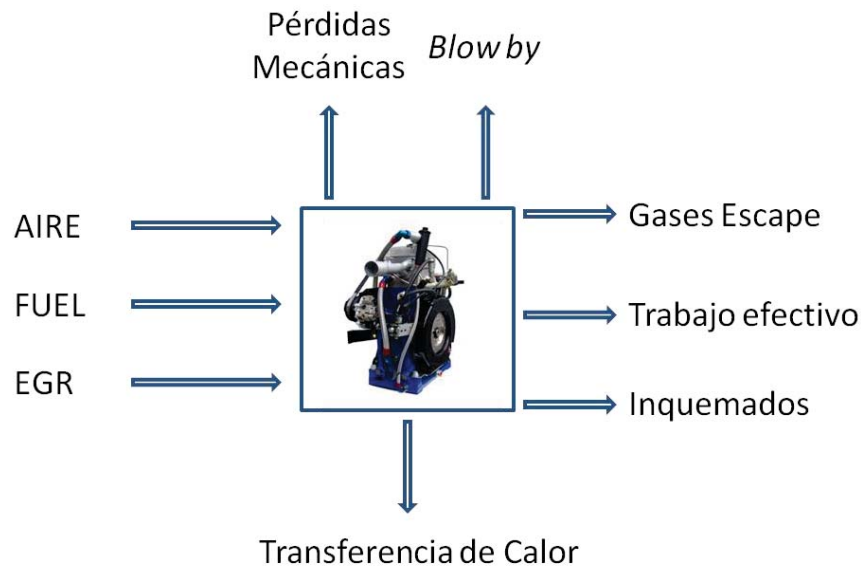 Pérdidas
Mecánicas
Blow by
AIRE
FUEL
EGR
Gases Escape
Trabajo efectivo
Inquemados
Transferencia de Calor